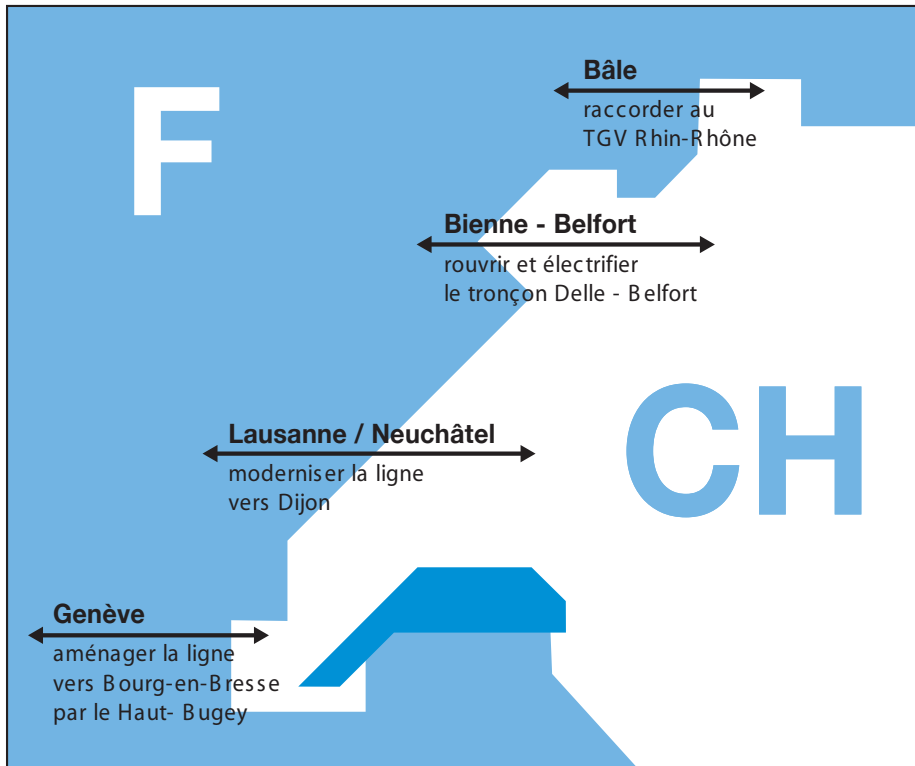 F
Bâle
raccorder au
TGV Rhin-Rhône
Bienne - Belfort
rouvrir et électrifier
le tronçon Delle - Belfort
CH
Lausanne / Neuchâtel
moderniser la ligne
vers Dijon
Genève
aménager la ligne
vers Bourg-en-Bresse
par le Haut- Bugey